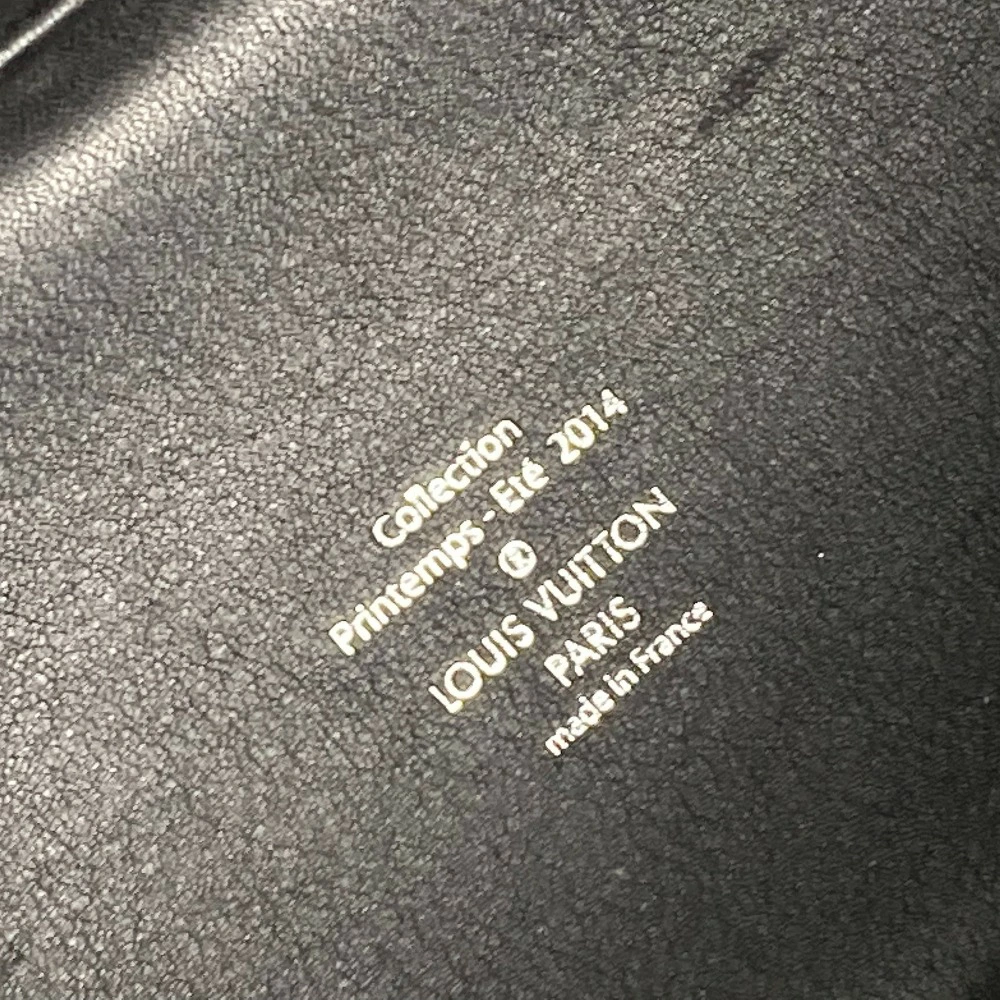 Collection
Printemps - Eté 2014
®
LOUIS VUITTON
PARIS
made in France